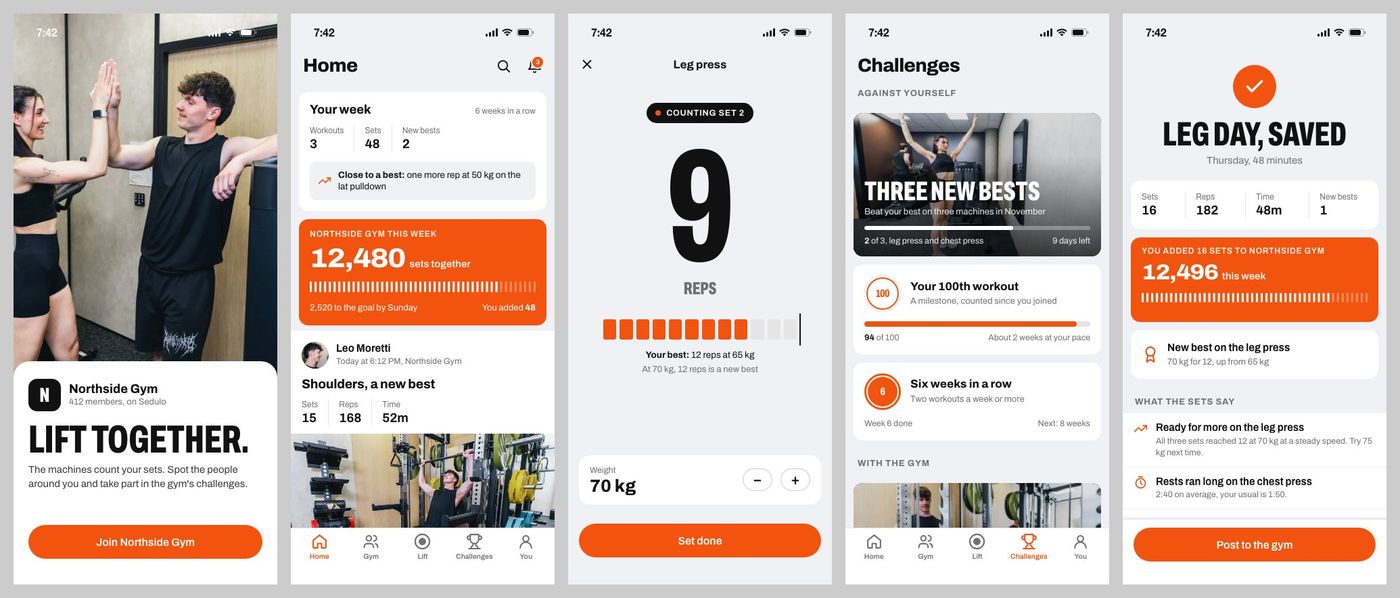 7:42
N
Northside Gym
412 members, on Sedulo
LIFT TOGETHER.
The machines count your sets. Spot the people
around you and take part in the gym's challenges.
Join Northside Gym
7:42
Home
3
Your week
6 weeks in a row
Workouts
3
Sets
48
New bests
2
Close to a best: one more rep at 50 kg on the
lat pulldown
NORTHSIDE GYM THIS WEEK
12,480 sets together
2,520 to the goal by Sunday
You added 48
Leo Moretti
Today at 6:12 PM, Northside Gym
Shoulders, a new best
Sets
15
Reps
168
Time
52m
Home
Gym
Lift
Challenges
You
7:42
Leg press
COUNTING SET 2
9
REPS
Your best: 12 reps at 65 kg
At 70 kg, 12 reps is a new best
Weight
70 kg
Set done
7:42
Challenges
AGAINST YOURSELF
THREE NEW BESTS
Beat your best on three machines in November
2 of 3, leg press and chest press
9 days left
100
Your 100th workout
A milestone, counted since you joined
94 of 100
About 2 weeks at your pace
6
Six weeks in a row
Two workouts a week or more
Week 6 done
Next: 8 weeks
WITH THE GYM
Home
Gym
Lift
Challenges
You
7:42
LEG DAY, SAVED
Thursday, 48 minutes
Sets
16
Reps
182
Time
48m
New bests
1
YOU ADDED 16 SETS TO NORTHSIDE GYM
12,496 this week
New best on the leg press
70 kg for 12, up from 65 kg
WHAT THE SETS SAY
Ready for more on the leg press
All three sets reached 12 at 70 kg at a steady speed. Try 75
kg next time.
Rests ran long on the chest press
2:40 on average, your usual is 1:50.
Post to the gym